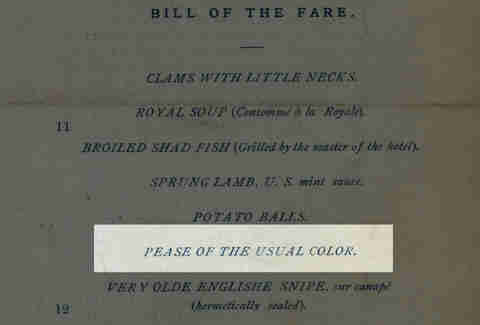 BILL OF THE FARE.
CLAMS WITH LITTLE NECKS.
ROYAL SOUP (Consommé à la Royale).
11
BROILED SHAD FISH (Grilled by the master of the hotel).
SPRUNG LAMB, U. S. mint sauce.
POTATO BALLS.
PEASE OF THE USUAL COLOR.
VERY OLDE ENGLISHE SNIPE, sur canapé
12 (hermetically sealed).